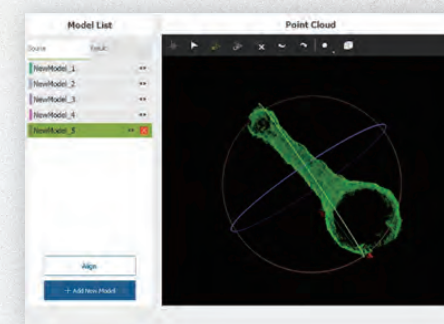 Model List
Point Cloud
Source
Result
NewModel_1
NewModel_2
NewModel_3
NewModel_4
NewModel_5
Align
+ Add New Model